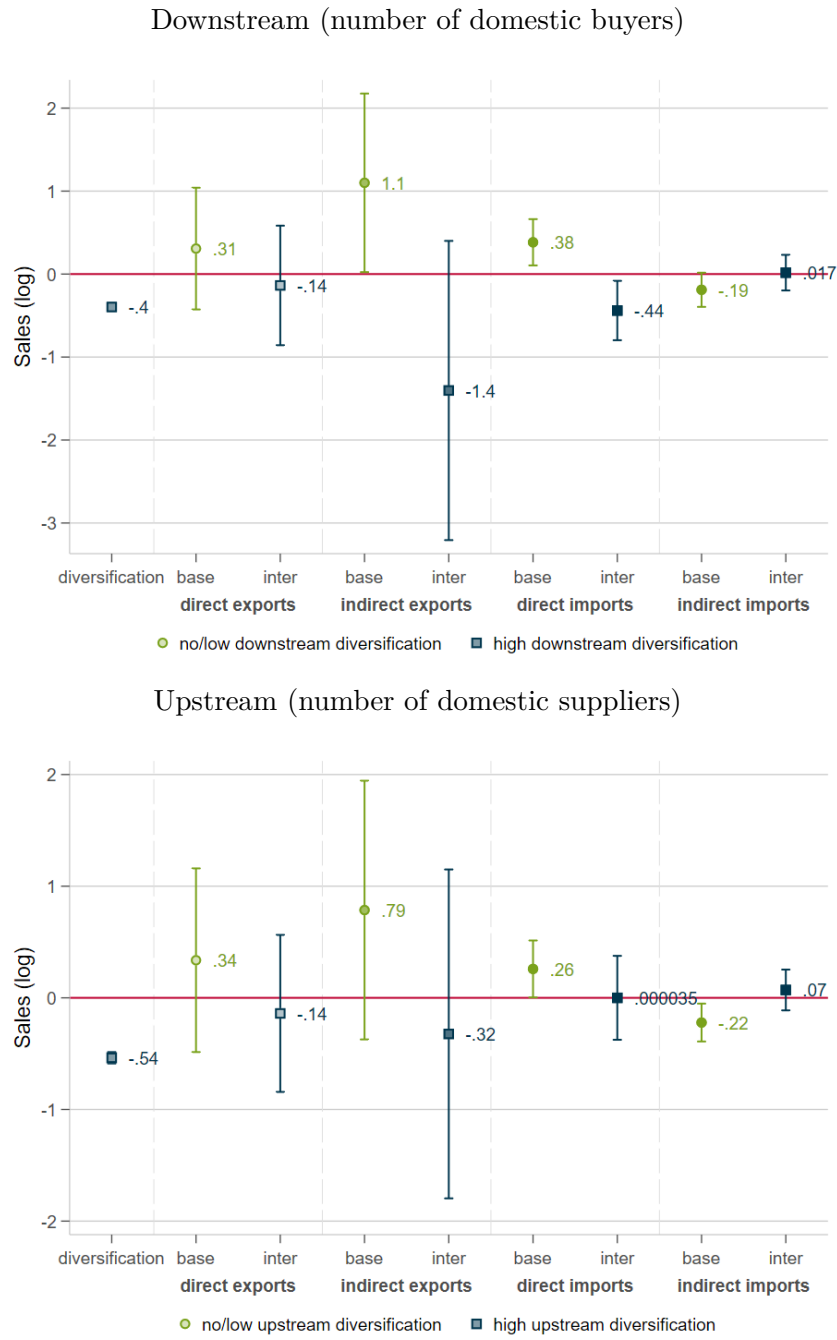 Downstream (number of domestic buyers)
2
1
0
-1
-2
-3
Sales (log)
-.4
.31
-.14
1.1
-1.4
.38
-.44
-.19
.017
diversification base inter base inter base inter base inter
direct exports indirect exports direct imports indirect imports
no/low downstream diversification high downstream diversification
Upstream (number of domestic suppliers)
2
1
0
-1
-2
Sales (log)
-.54
.34
-.14
.79
-.32
.26
.000035
-.22
.07
diversification base inter base inter base inter base inter
direct exports indirect exports direct imports indirect imports
no/low upstream diversification high upstream diversification